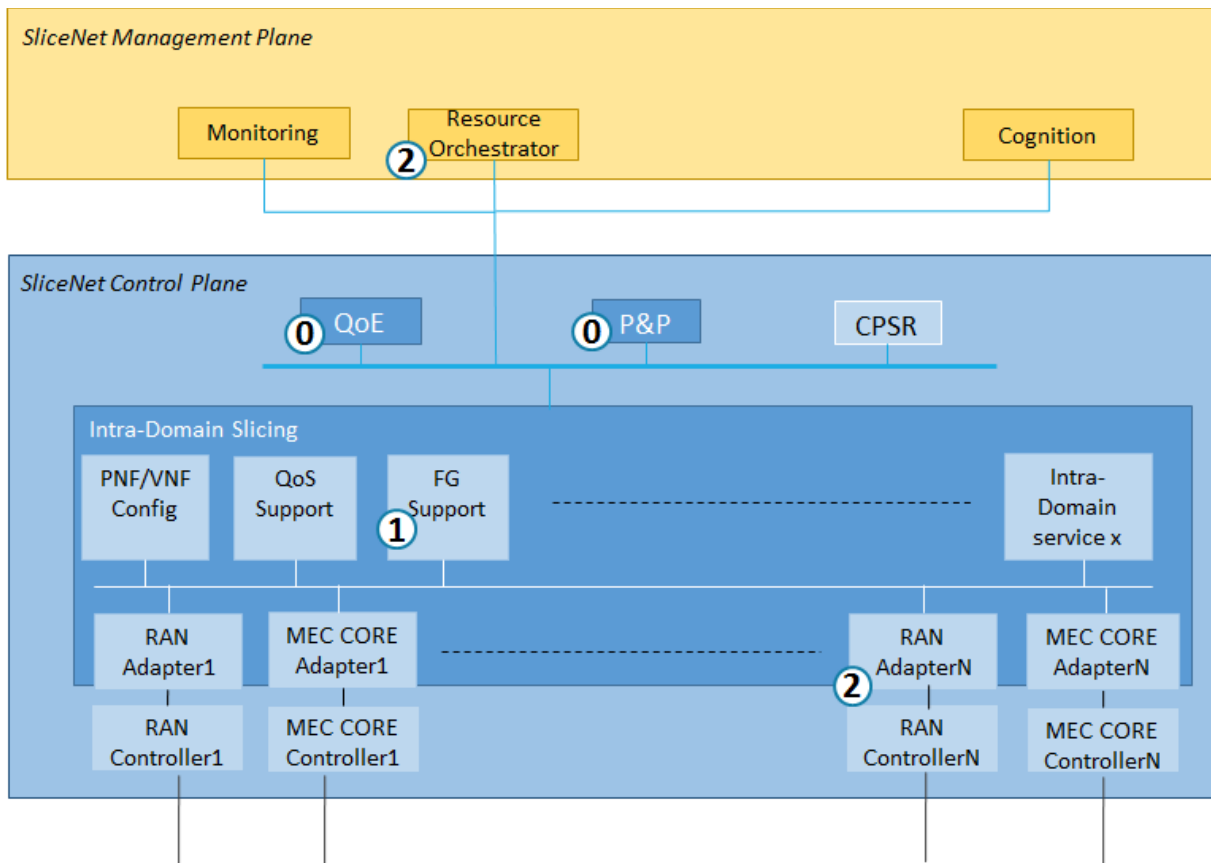 SliceNet Management Plane
Monitoring
Resource
Orchestrator
2
Cognition
SliceNet Control Plane
0
QoE
0
P&P
CPSR
Intra-Domain Slicing
PNF/VNF
Config
QoS
Support
FG
Support
1
Intra-
Domain
service x
RAN
Adapter1
MEC CORE
Adapter1
RAN
AdapterN
2
MEC CORE
AdapterN
RAN
Controller1
MEC CORE
Controller1
RAN
ControllerN
MEC CORE
ControllerN